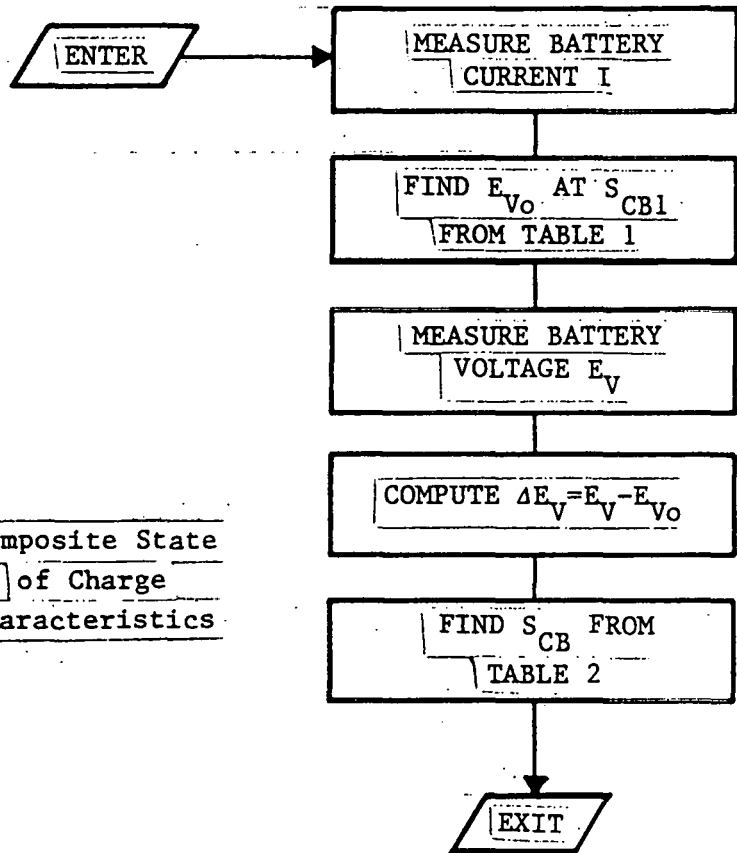 ENTER
MEASURE BATTERY
CURRENT I
FIND E_Vo AT S_CB1
FROM TABLE 1
MEASURE BATTERY
VOLTAGE E_V
COMPUTE ΔE_V=E_V-E_Vo
mposite State
of Charge
aracteristics
FIND S_CB FROM
TABLE 2
EXIT